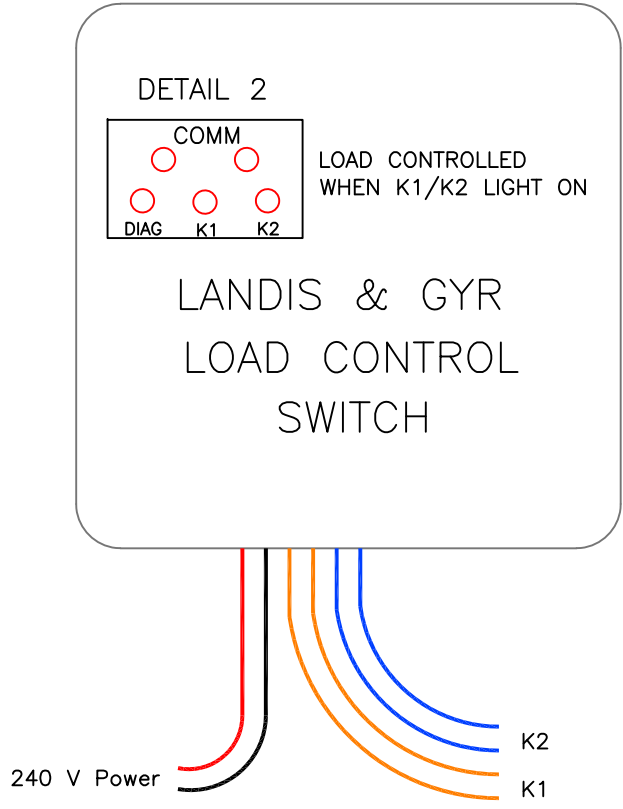 DETAIL 2
COMM
LOAD CONTROLLED
WHEN K1/K2 LIGHT ON
DIAG K1 K2
LANDIS & GYR
LOAD CONTROL
SWITCH
K2
240 V Power
K1